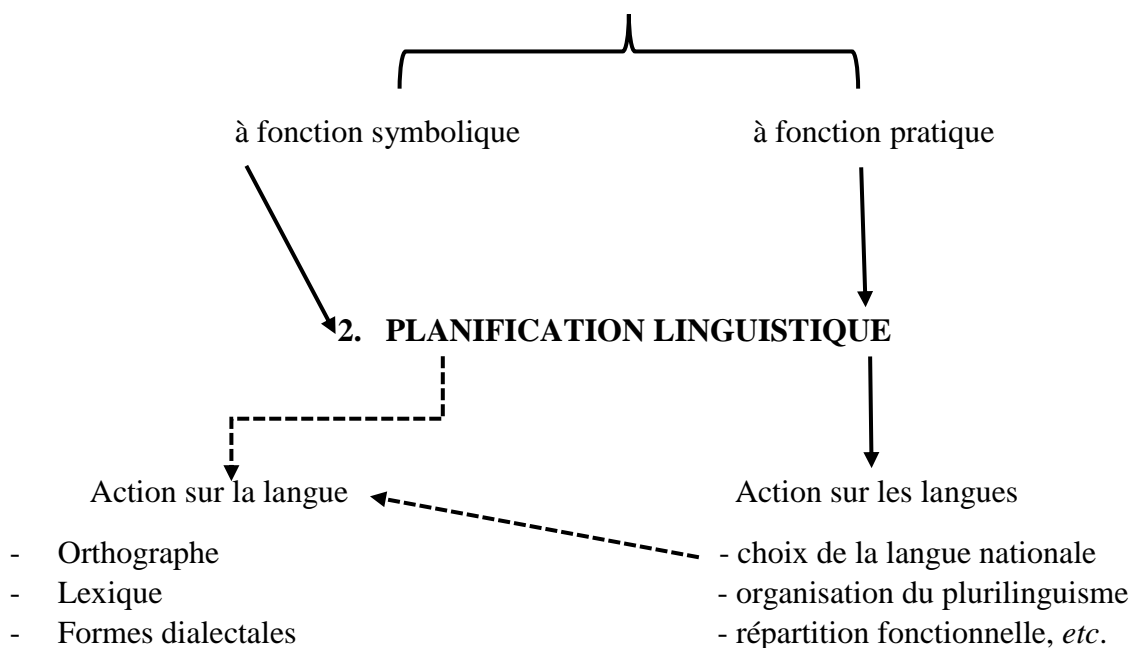 à fonction symbolique
à fonction pratique
2. PLANIFICATION LINGUISTIQUE
Action sur la langue
Action sur les langues
- Orthographe
- choix de la langue nationale
- Lexique
- organisation du plurilinguisme
- Formes dialectales
- répartition fonctionnelle, etc.